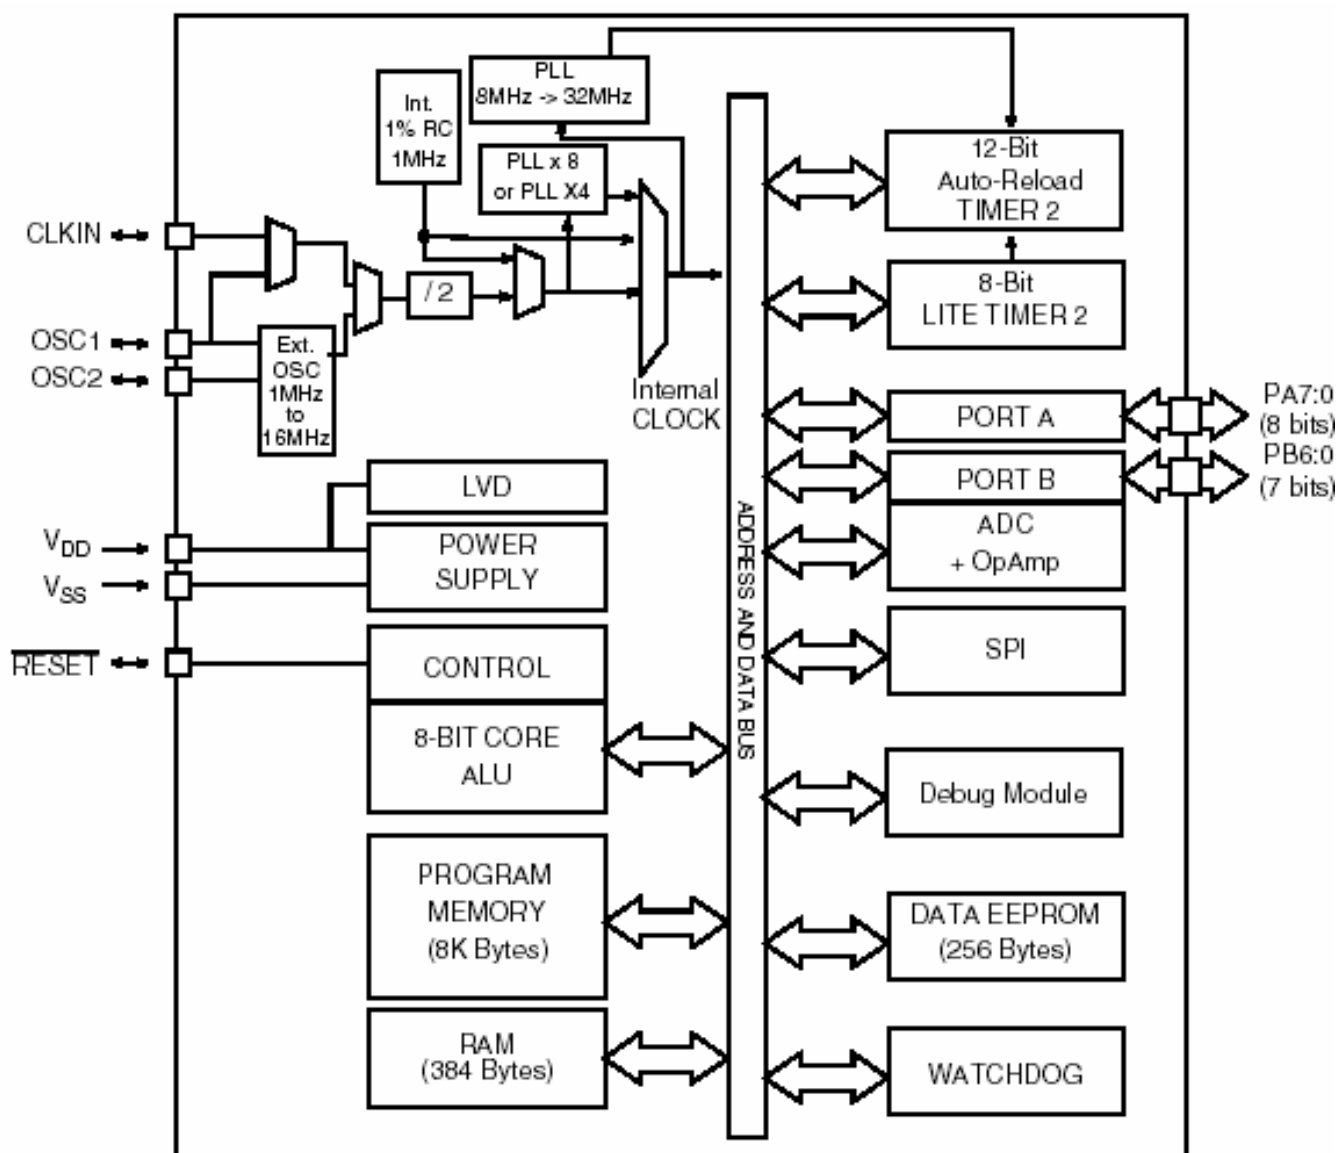 PLL
8MHz -> 32MHz
Int.
1% RC
1MHz
PLL x 8
or PLL X4
12-Bit
Auto-Reload
TIMER 2
CLKIN
/ 2
8-Bit
LITE TIMER 2
OSC1
OSC2
Ext.
OSC
1MHz
to
16MHz
Internal
CLOCK
PORT A
PA7:0
(8 bits)
PORT B
PB6:0
(7 bits)
LVD
ADC
+ OpAmp
VDD
VSS
POWER
SUPPLY
ADDRESS AND DATA BUS
SPI
RESET
CONTROL
8-BIT CORE
ALU
Debug Module
PROGRAM
MEMORY
(8K Bytes)
DATA EEPROM
(256 Bytes)
RAM
(384 Bytes)
WATCHDOG